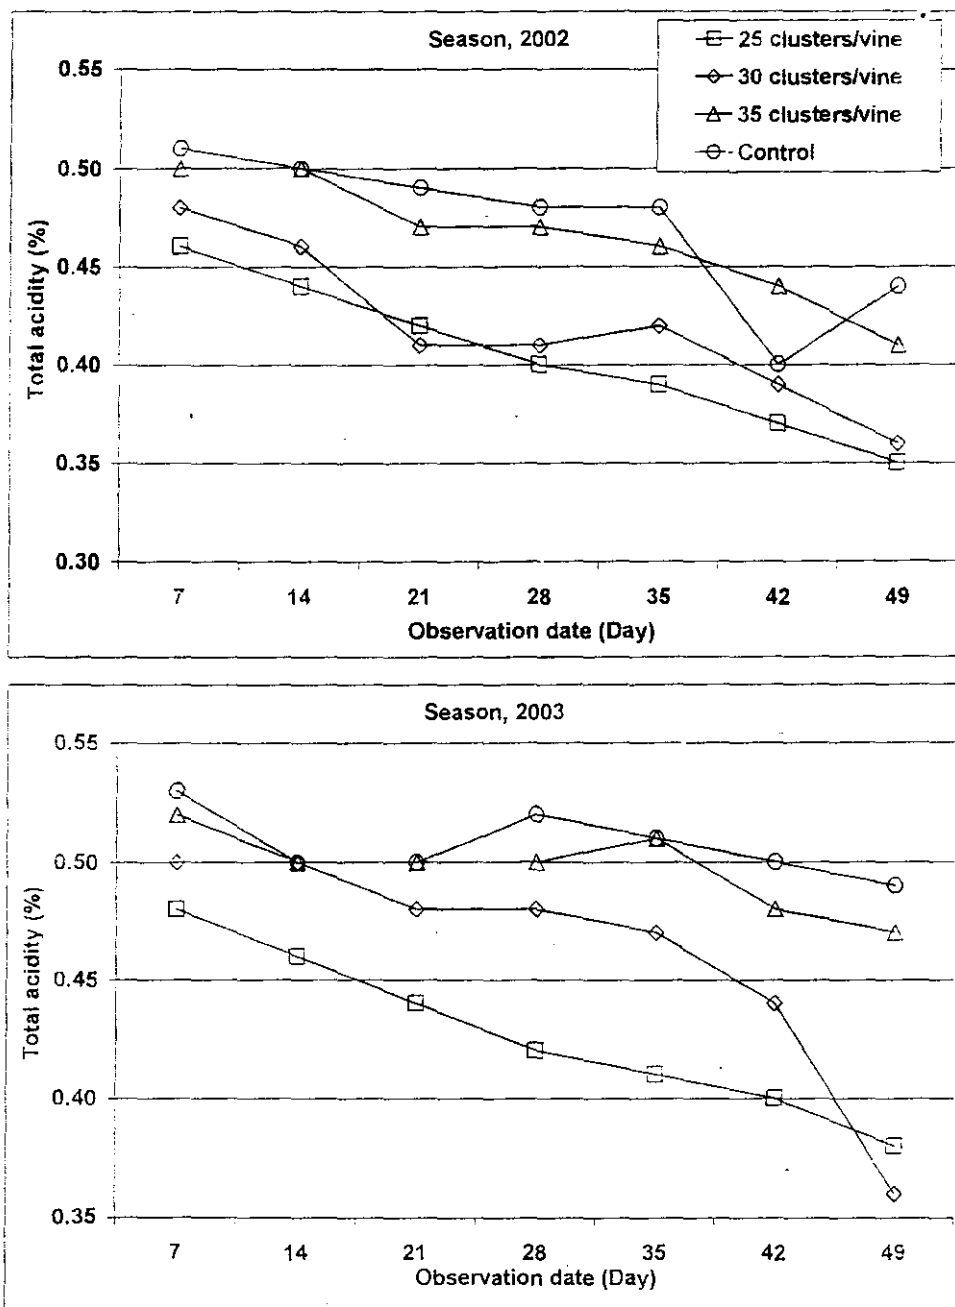 Season, 2002
25 clusters/vine
30 clusters/vine
35 clusters/vine
Control
Total acidity (%)
0.55
0.50
0.45
0.40
0.35
0.30
7 14 21 28 35 42 49
Observation date (Day)
Season, 2003
Total acidity (%)
0.55
0.50
0.45
0.40
0.35
7 14 21 28 35 42 49
Observation date (Day)